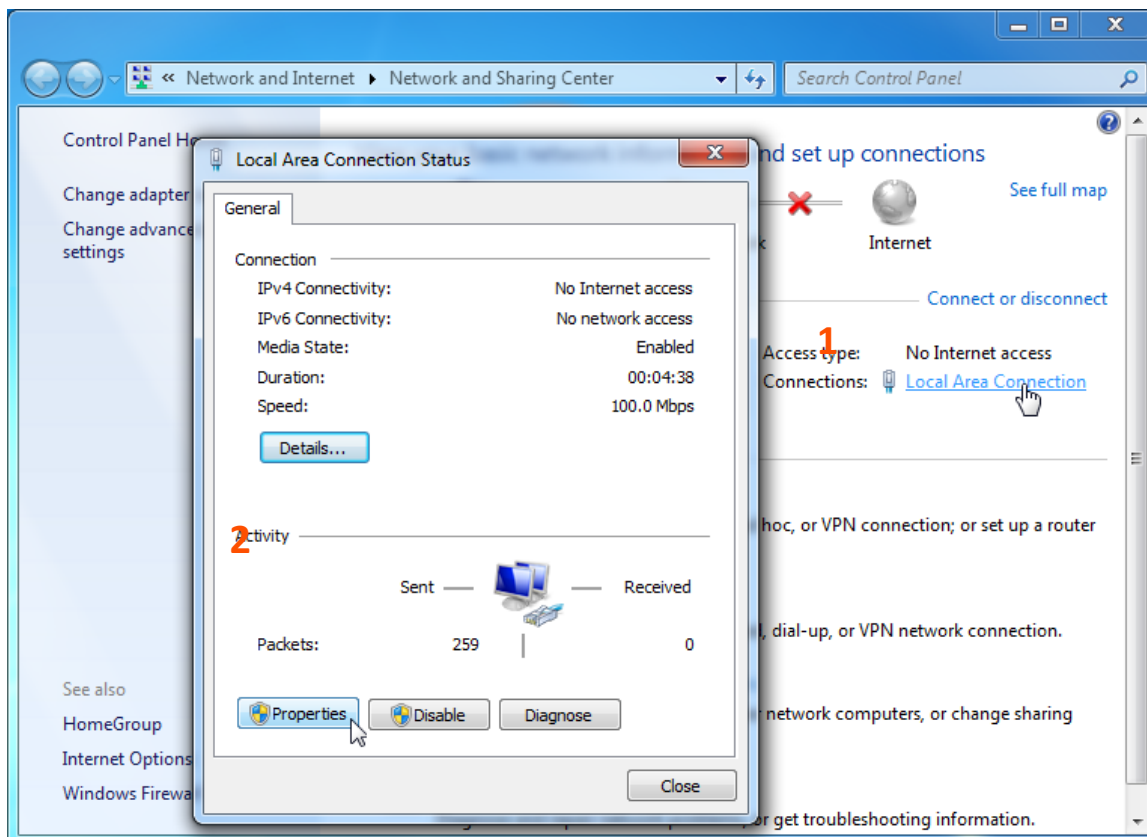 « Network and Internet Network and Sharing Center
Search Control Panel
Control Panel H
Change adapter
Change advance
settings
See also
HomeGroup
Internet Options
Windows Firewa
Local Area Connection Status
General
Connection
IPv4 Connectivity: No Internet access
IPv6 Connectivity: No network access
Media State: Enabled
Duration: 00:04:38
Speed: 100.0 Mbps
Details...
2
Activity
Sent Received
Packets: 259 0
Properties Disable Diagnose
Close
nd set up connections
See full map
k Internet
Connect or disconnect
1
Access type: No Internet access
Connections: Local Area Connection
hoc, or VPN connection; or set up a router
, dial-up, or VPN network connection.
network computers, or change sharing
or get troubleshooting information.